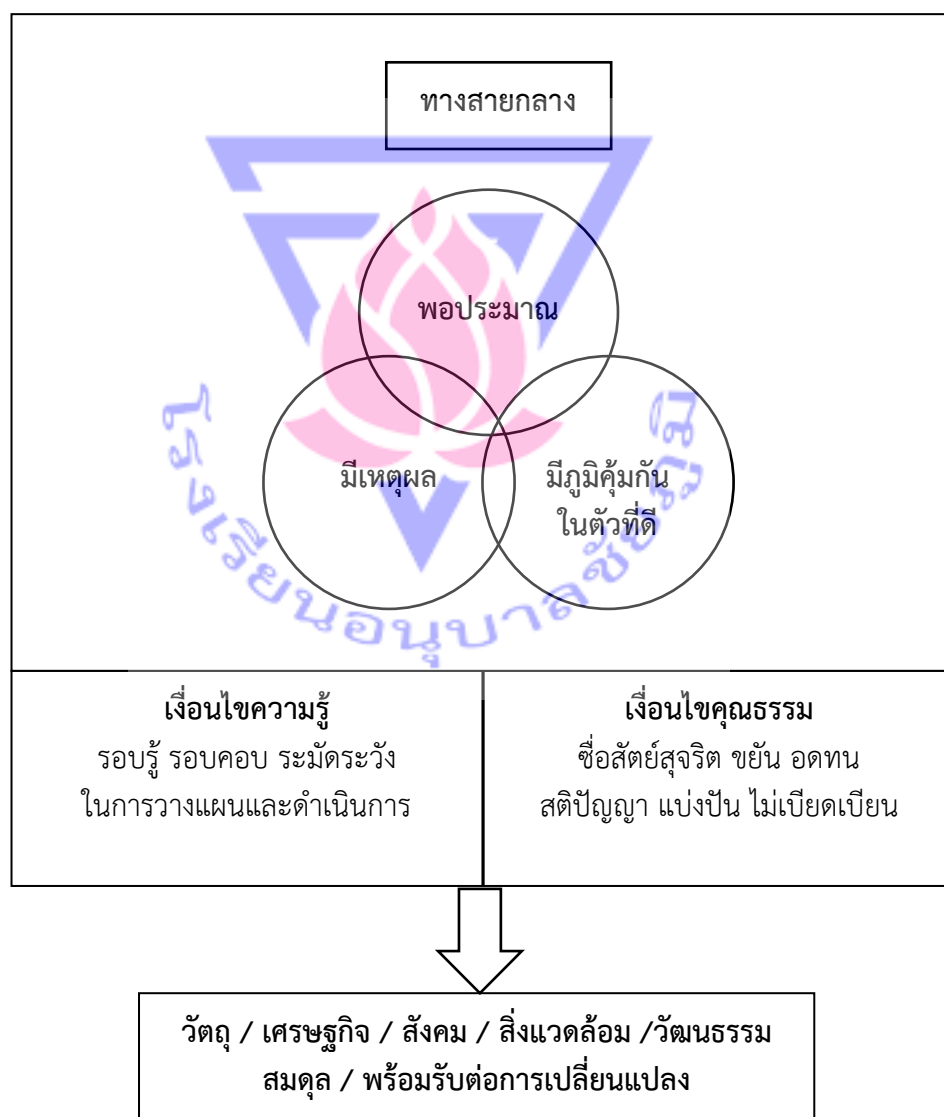 ทางสายกลาง
พอประมาณ
มีเหตุผล
มีภูมิคุ้มกัน
ในตัวที่ดี
โรงเรียนอนุบาลชัยภูมิ
เงื่อนไขความรู้
รอบรู้ รอบคอบ ระมัดระวัง
ในการวางแผนและดำเนินการ
เงื่อนไขคุณธรรม
ซื่อสัตย์สุจริต ขยัน อดทน
สติปัญญา แบ่งปัน ไม่เบียดเบียน
วัตถุ / เศรษฐกิจ / สังคม / สิ่งแวดล้อม /วัฒนธรรม
สมดุล / พร้อมรับต่อการเปลี่ยนแปลง